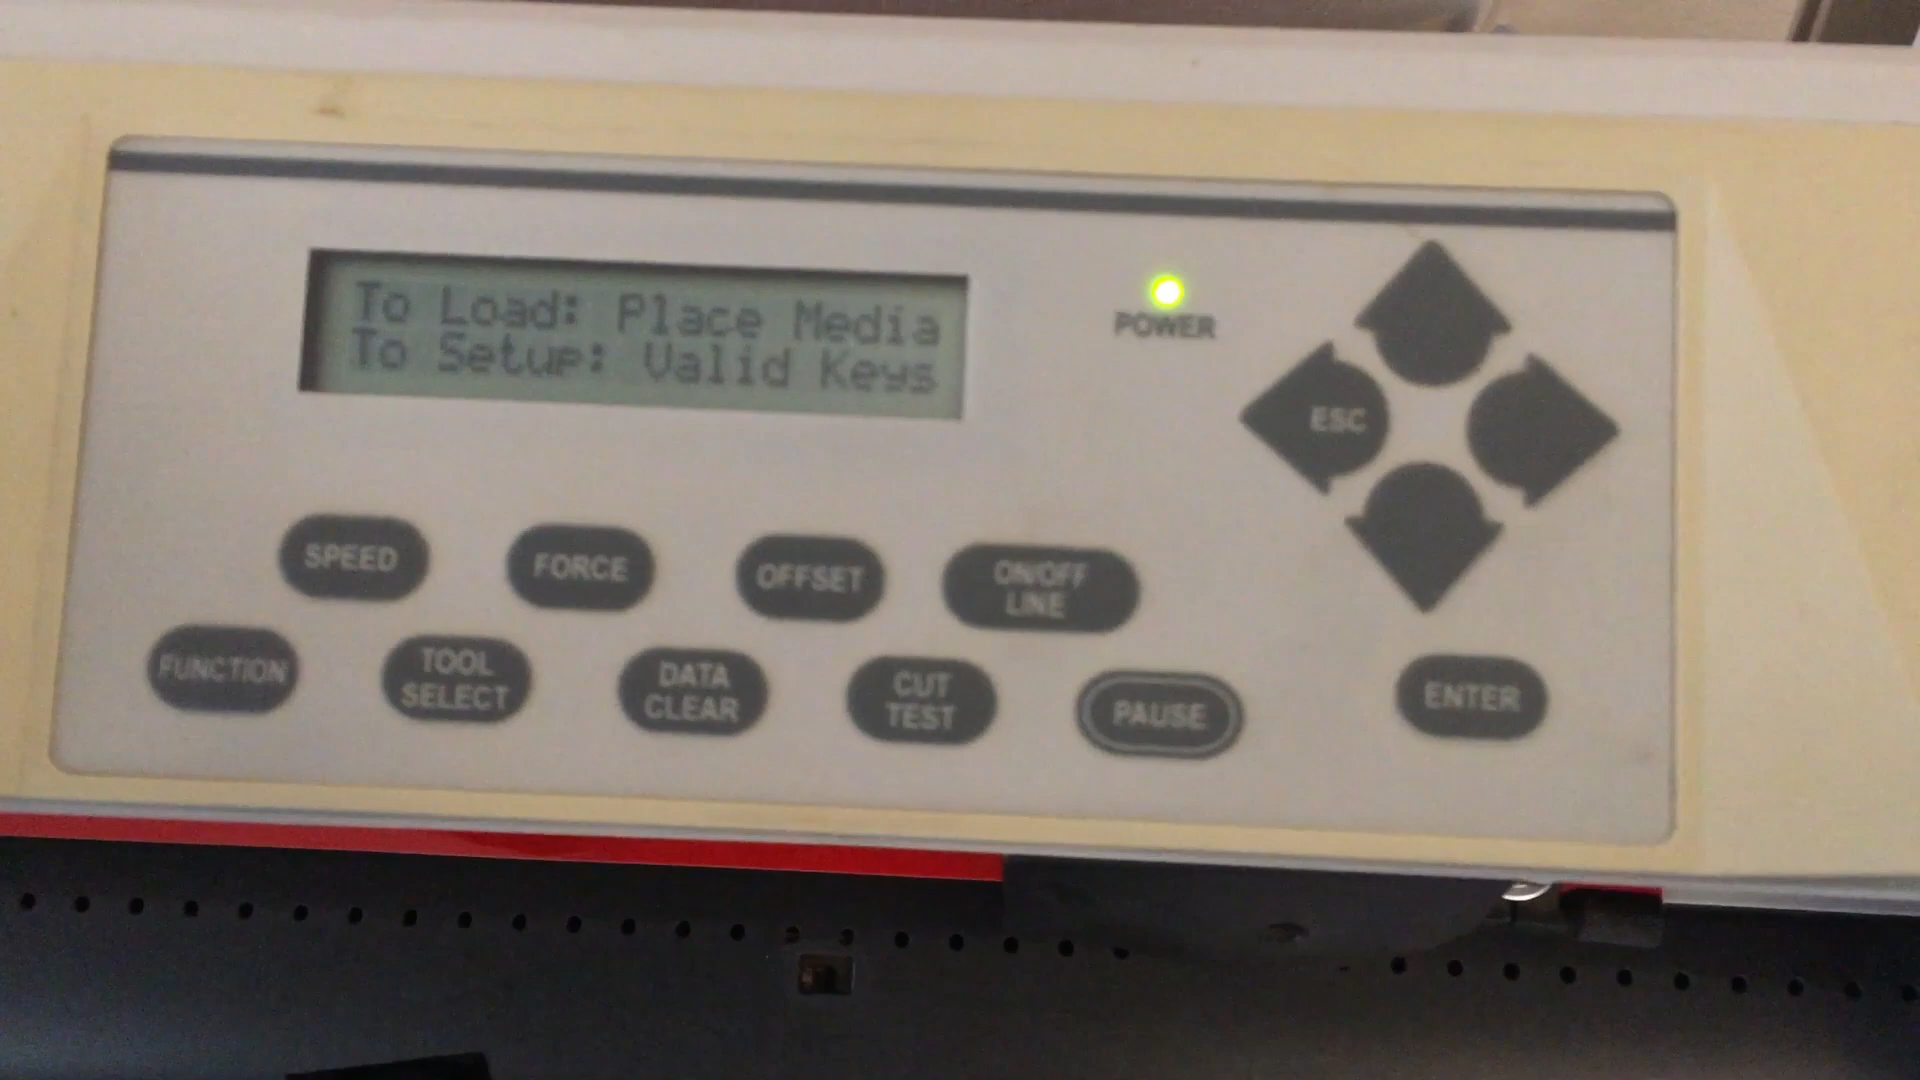 To Load: Place Media
To Setup: Valid Keys
POWER
ESC
SPEED
FORCE
OFFSET
ON/OFF
LINE
FUNCTION
TOOL
SELECT
DATA
CLEAR
CUT
TEST
PAUSE
ENTER